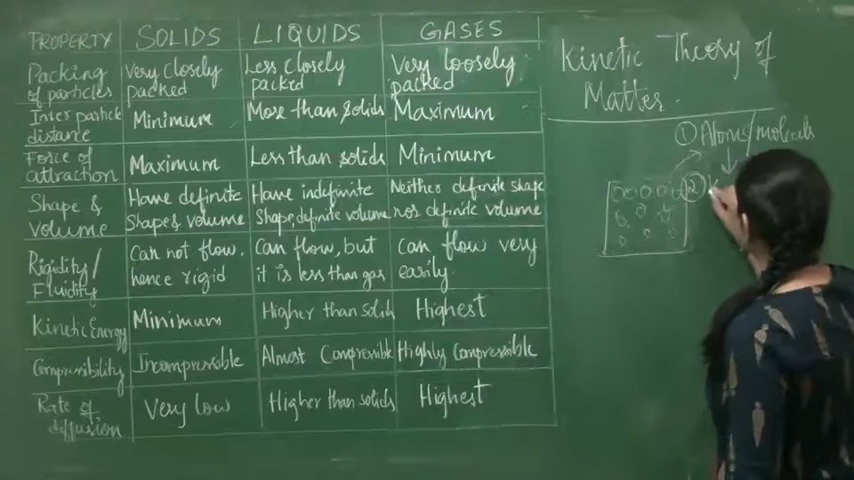 PROPERTY SOLIDS LIQUIDS GASES
Packing of particles Very Closely packed Less Closely packed Very loosely packed
Inter particle distance Minimum More than solids Maximum
Force of attraction Maximum Less than solids Minimum
Shape & Volume Have definite Shape & volume Have indefinite Shape, definite volume Neither definite shape nor definite volume
Rigidity/ Fluidity Can not flow. hence rigid Can flow, but it is less than gas Can flow very easily
Kinetic Energy Minimum Higher than solids Highest
Compressibility Incompressible Almost Compressible Highly Compressible
Rate of diffusion Very low Higher than solids Highest
Kinetic Theory of
Matter.
① Atoms/molecules
②